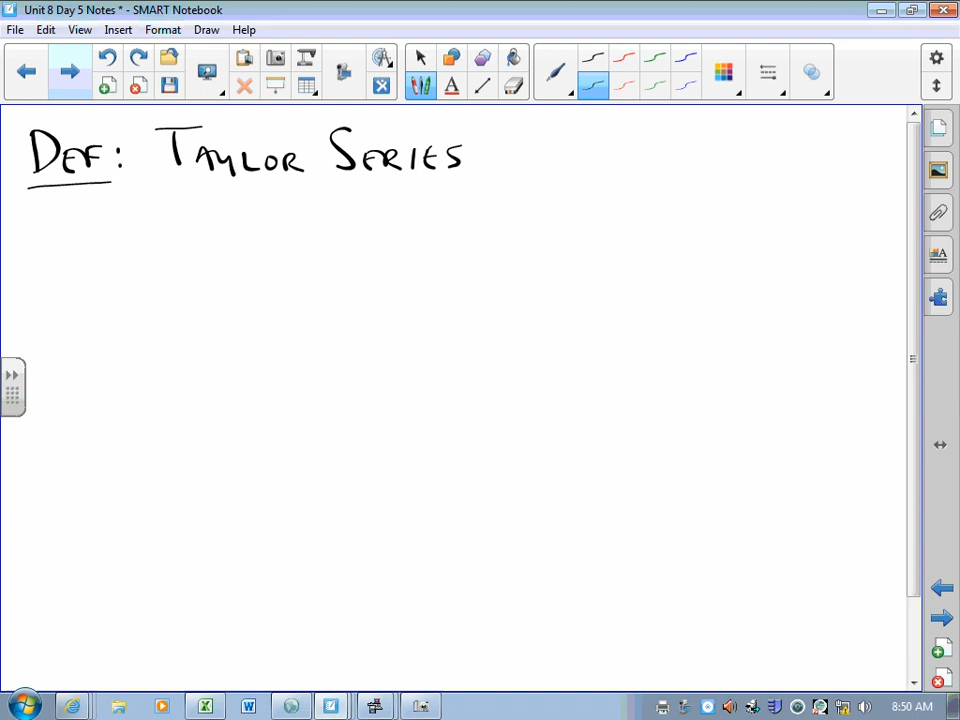 Unit 8 Day 5 Notes * - SMART Notebook
File Edit View Insert Format Draw Help
DEF: TAYLOR SERIES
8:50 AM